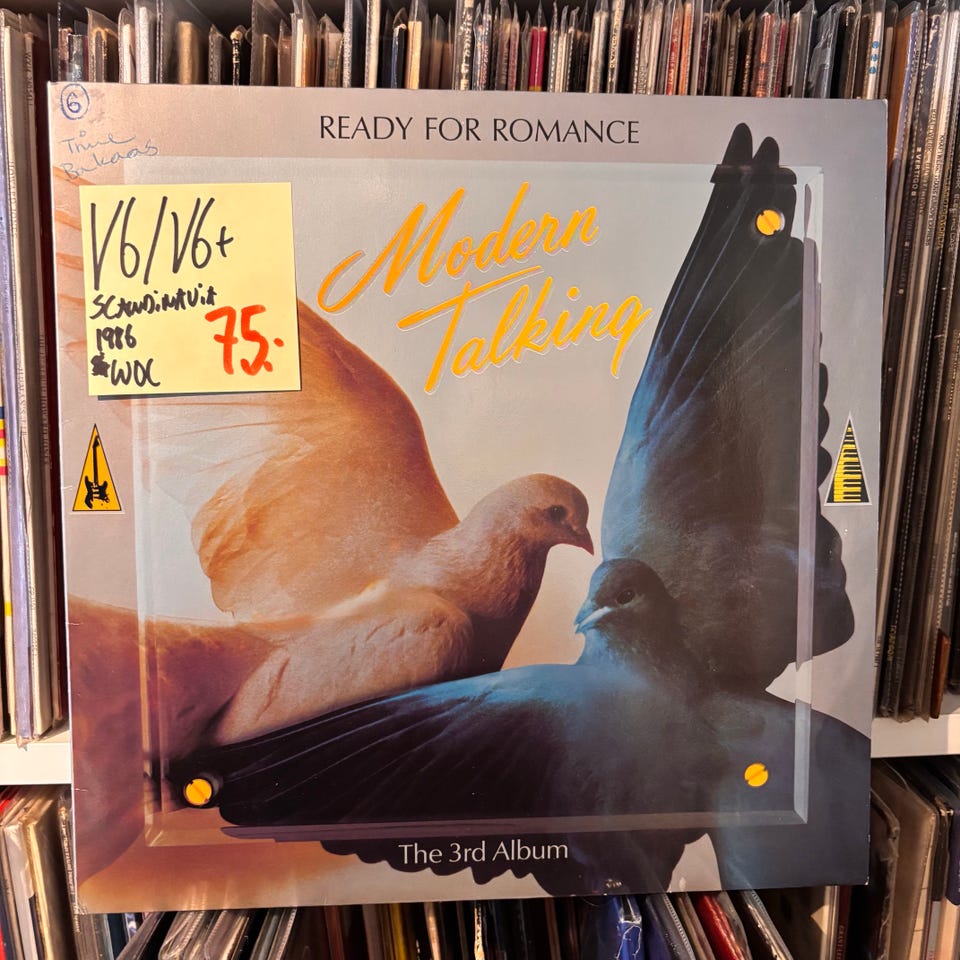 6
READY FOR ROMANCE
V6/V6+
SCANDINAVIA
1986
WOC
75.-
Modern
Talking
The 3rd Album